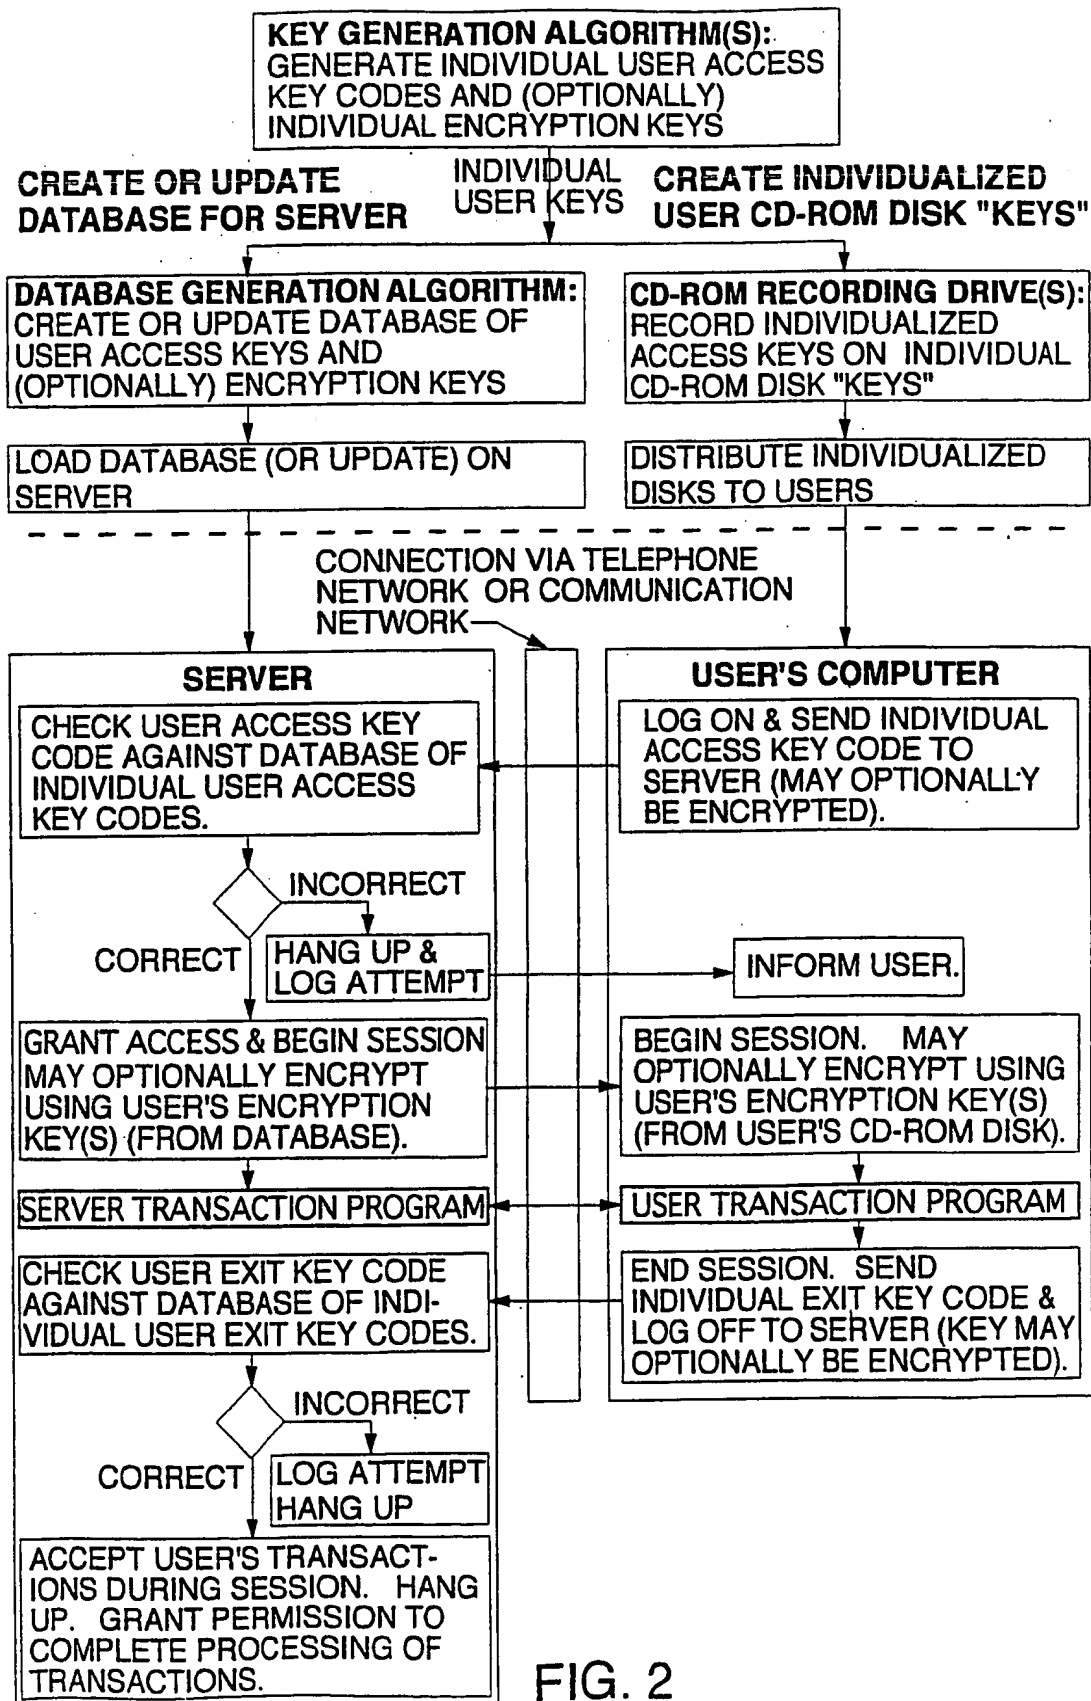 KEY GENERATION ALGORITHM(S):
GENERATE INDIVIDUAL USER ACCESS
KEY CODES AND (OPTIONALLY)
INDIVIDUAL ENCRYPTION KEYS
INDIVIDUAL
USER KEYS
CREATE OR UPDATE
DATABASE FOR SERVER
CREATE INDIVIDUALIZED
USER CD-ROM DISK "KEYS"
DATABASE GENERATION ALGORITHM:
CREATE OR UPDATE DATABASE OF
USER ACCESS KEYS AND
(OPTIONALLY) ENCRYPTION KEYS
CD-ROM RECORDING DRIVE(S):
RECORD INDIVIDUALIZED
ACCESS KEYS ON INDIVIDUAL
CD-ROM DISK "KEYS"
LOAD DATABASE (OR UPDATE) ON
SERVER
DISTRIBUTE INDIVIDUALIZED
DISKS TO USERS
CONNECTION VIA TELEPHONE
NETWORK OR COMMUNICATION
NETWORK
SERVER
CHECK USER ACCESS KEY
CODE AGAINST DATABASE OF
INDIVIDUAL USER ACCESS
KEY CODES.
USER'S COMPUTER
LOG ON & SEND INDIVIDUAL
ACCESS KEY CODE TO
SERVER (MAY OPTIONALLY
BE ENCRYPTED).
INCORRECT
CORRECT
HANG UP &
LOG ATTEMPT
INFORM USER.
GRANT ACCESS & BEGIN SESSION
MAY OPTIONALLY ENCRYPT
USING USER'S ENCRYPTION
KEY(S) (FROM DATABASE).
BEGIN SESSION. MAY
OPTIONALLY ENCRYPT USING
USER'S ENCRYPTION KEY(S)
(FROM USER'S CD-ROM DISK).
SERVER TRANSACTION PROGRAM
USER TRANSACTION PROGRAM
CHECK USER EXIT KEY CODE
AGAINST DATABASE OF INDI-
VIDUAL USER EXIT KEY CODES.
END SESSION. SEND
INDIVIDUAL EXIT KEY CODE &
LOG OFF TO SERVER (KEY MAY
OPTIONALLY BE ENCRYPTED).
INCORRECT
CORRECT
LOG ATTEMPT
HANG UP
ACCEPT USER'S TRANSACT-
IONS DURING SESSION. HANG
UP. GRANT PERMISSION TO
COMPLETE PROCESSING OF
TRANSACTIONS.
FIG. 2